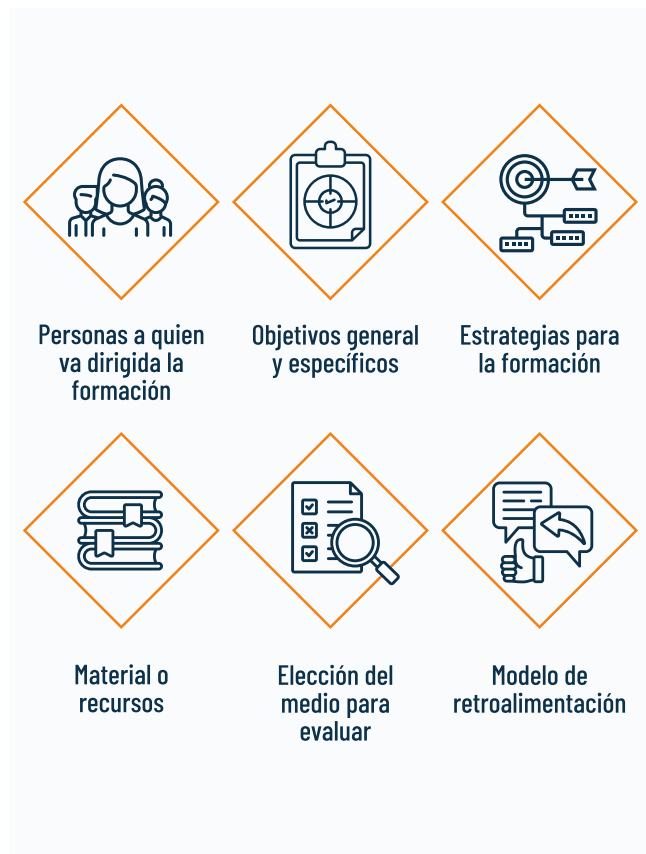 Personas a quien
va dirigida la
formación
Objetivos general
y específicos
Estrategias para
la formación
Material o
recursos
Elección del
medio para
evaluar
Modelo de
retroalimentación